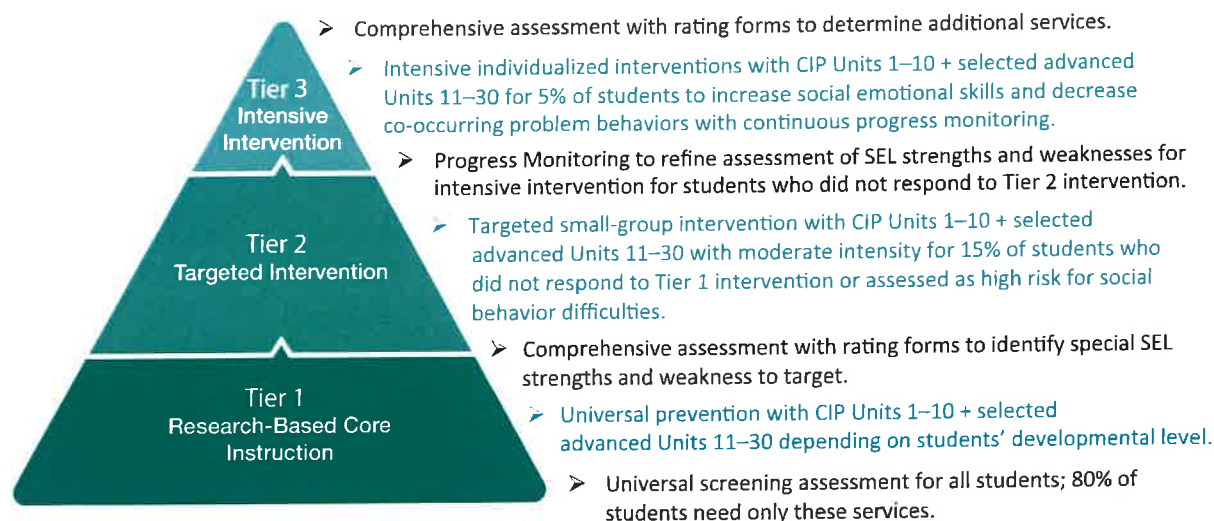 Comprehensive assessment with rating forms to determine additional services.
Tier 3
Intensive
Intervention
Intensive individualized interventions with CIP Units 1–10 + selected advanced
Units 11–30 for 5% of students to increase social emotional skills and decrease
co-occurring problem behaviors with continuous progress monitoring.
Progress Monitoring to refine assessment of SEL strengths and weaknesses for
intensive intervention for students who did not respond to Tier 2 intervention.
Tier 2
Targeted Intervention
Targeted small-group intervention with CIP Units 1–10 + selected
advanced Units 11–30 with moderate intensity for 15% of students who
did not respond to Tier 1 intervention or assessed as high risk for social
behavior difficulties.
Comprehensive assessment with rating forms to identify special SEL
strengths and weakness to target.
Tier 1
Research-Based Core
Instruction
Universal prevention with CIP Units 1–10 + selected
advanced Units 11–30 depending on students’ developmental level.
Universal screening assessment for all students; 80% of
students need only these services.